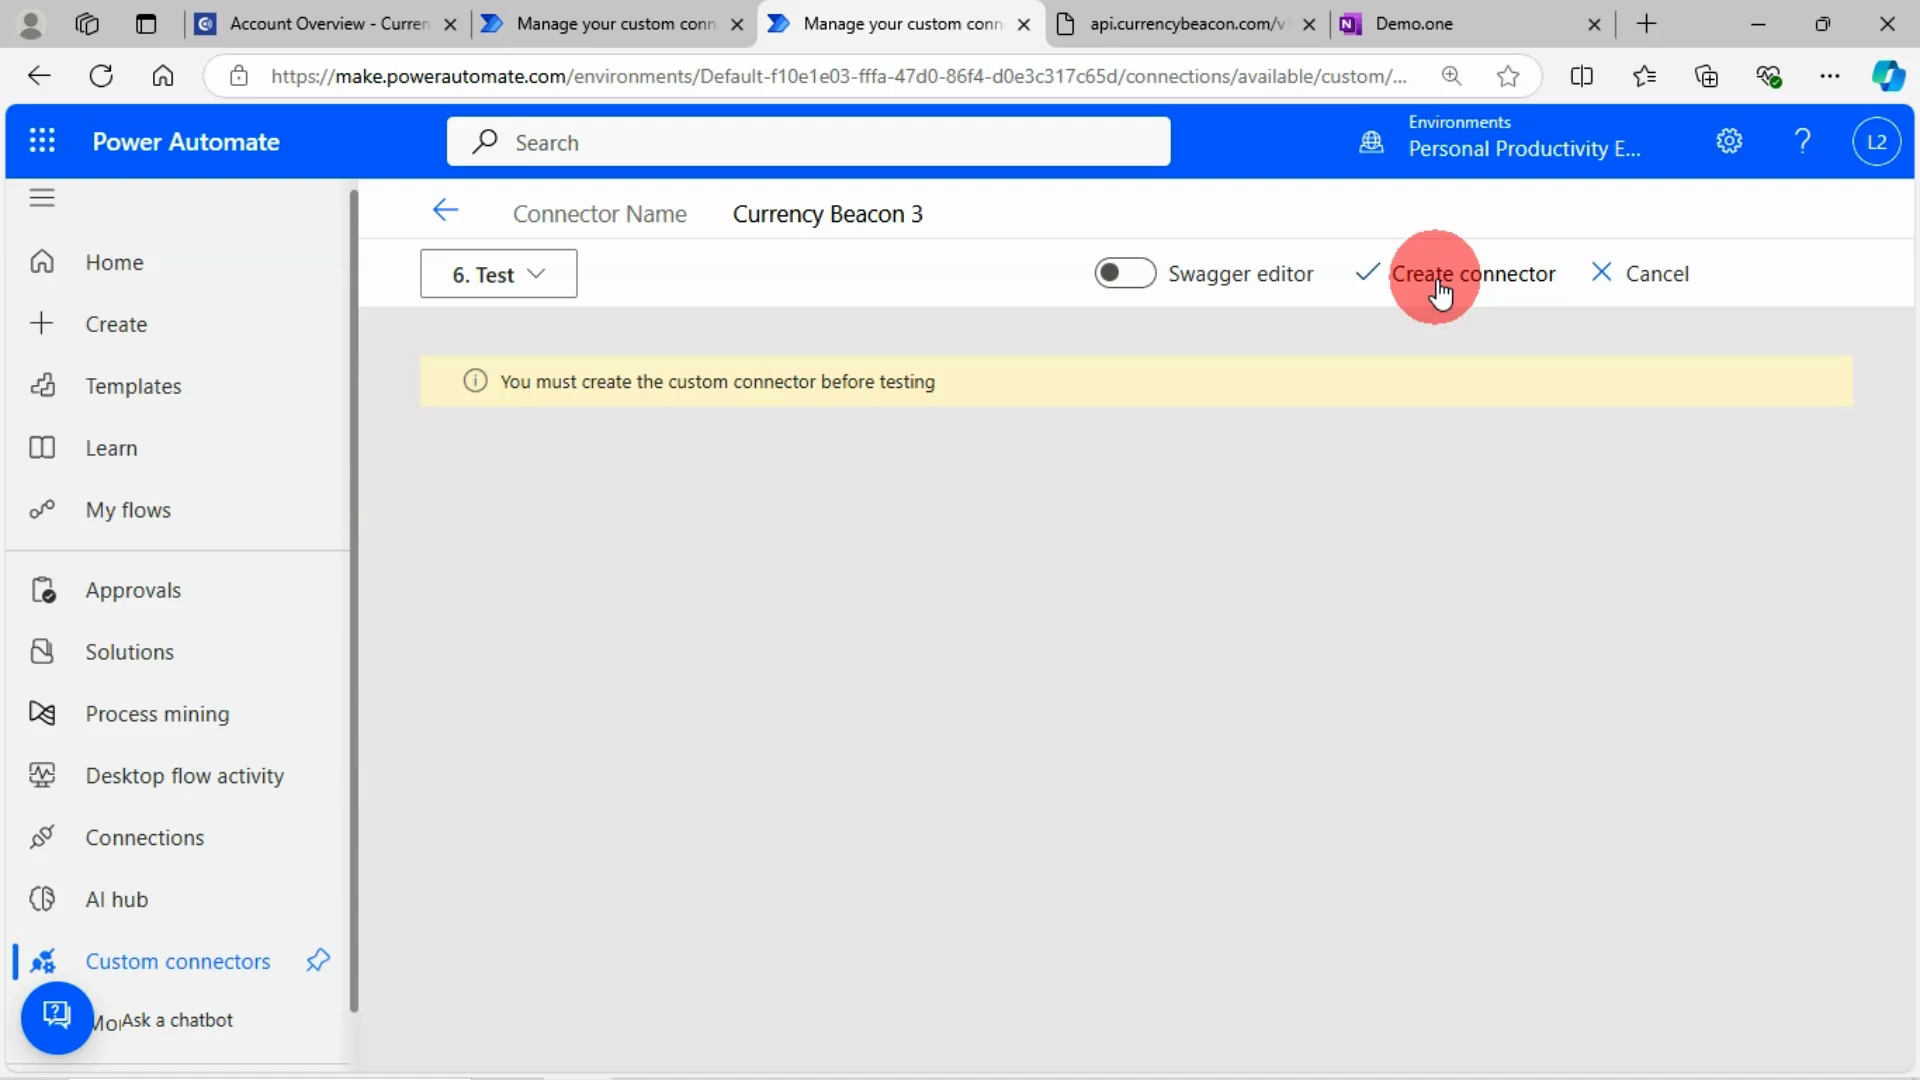 Account Overview - Curren
Manage your custom conn
Manage your custom conn
api.currencybeacon.com/v
Demo.one
https://make.powerautomate.com/environments/Default-f10e1e03-fffa-47d0-86f4-d0e3c317c65d/connections/available/custom/...
Power Automate
Search
Environments
Personal Productivity E...
?
L2
Connector Name
Currency Beacon 3
6. Test
Swagger editor
Create connector
Cancel
You must create the custom connector before testing
Home
Create
Templates
Learn
My flows
Approvals
Solutions
Process mining
Desktop flow activity
Connections
AI hub
Custom connectors
Ask a chatbot